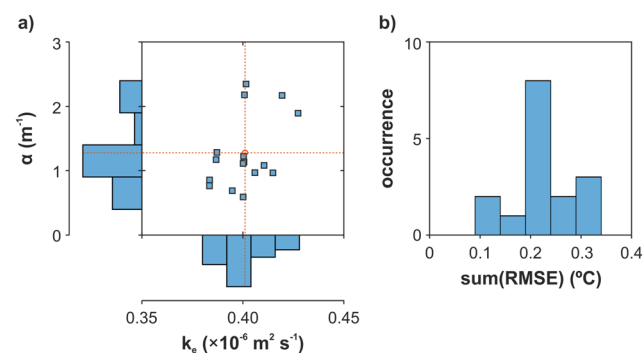 a)
3
2
1
0
α (m⁻¹)
0.35
0.40
0.45
kₑ (×10⁻⁶ m² s⁻¹)
b)
10
5
0
occurrence
0
0.1
0.2
0.3
0.4
sum(RMSE) (ºC)